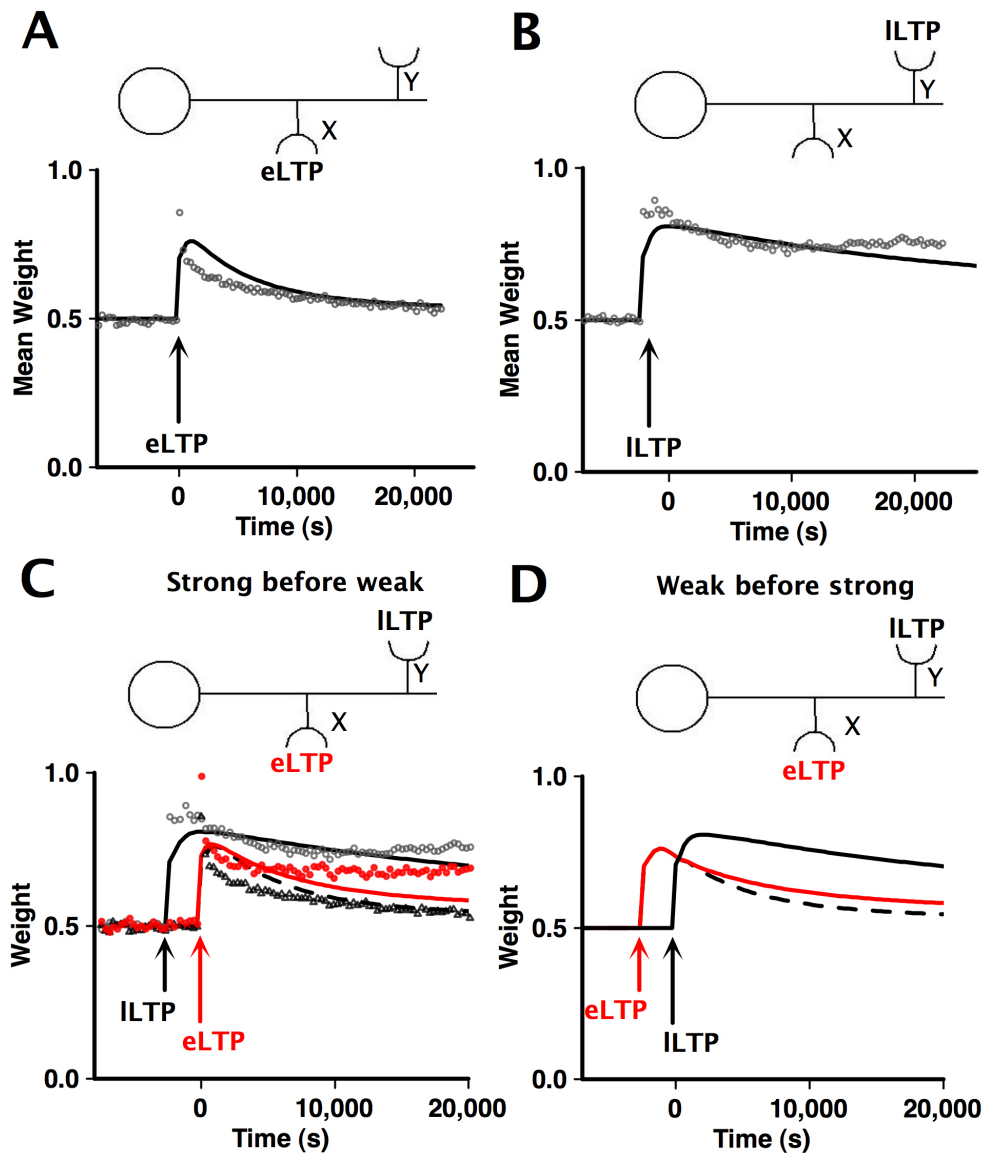 A
Y
X
eLTP
1.0
0.5
0.0
Mean Weight
eLTP
0
10,000
20,000
Time (s)
B
lLTP
Y
X
1.0
0.5
0.0
Mean Weight
lLTP
0
10,000
20,000
Time (s)
C
Strong before weak
lLTP
Y
X
eLTP
1.0
0.5
0.0
Weight
lLTP
eLTP
0
10,000
20,000
Time (s)
D
Weak before strong
lLTP
Y
X
eLTP
1.0
0.5
0.0
Weight
eLTP
lLTP
0
10,000
20,000
Time (s)